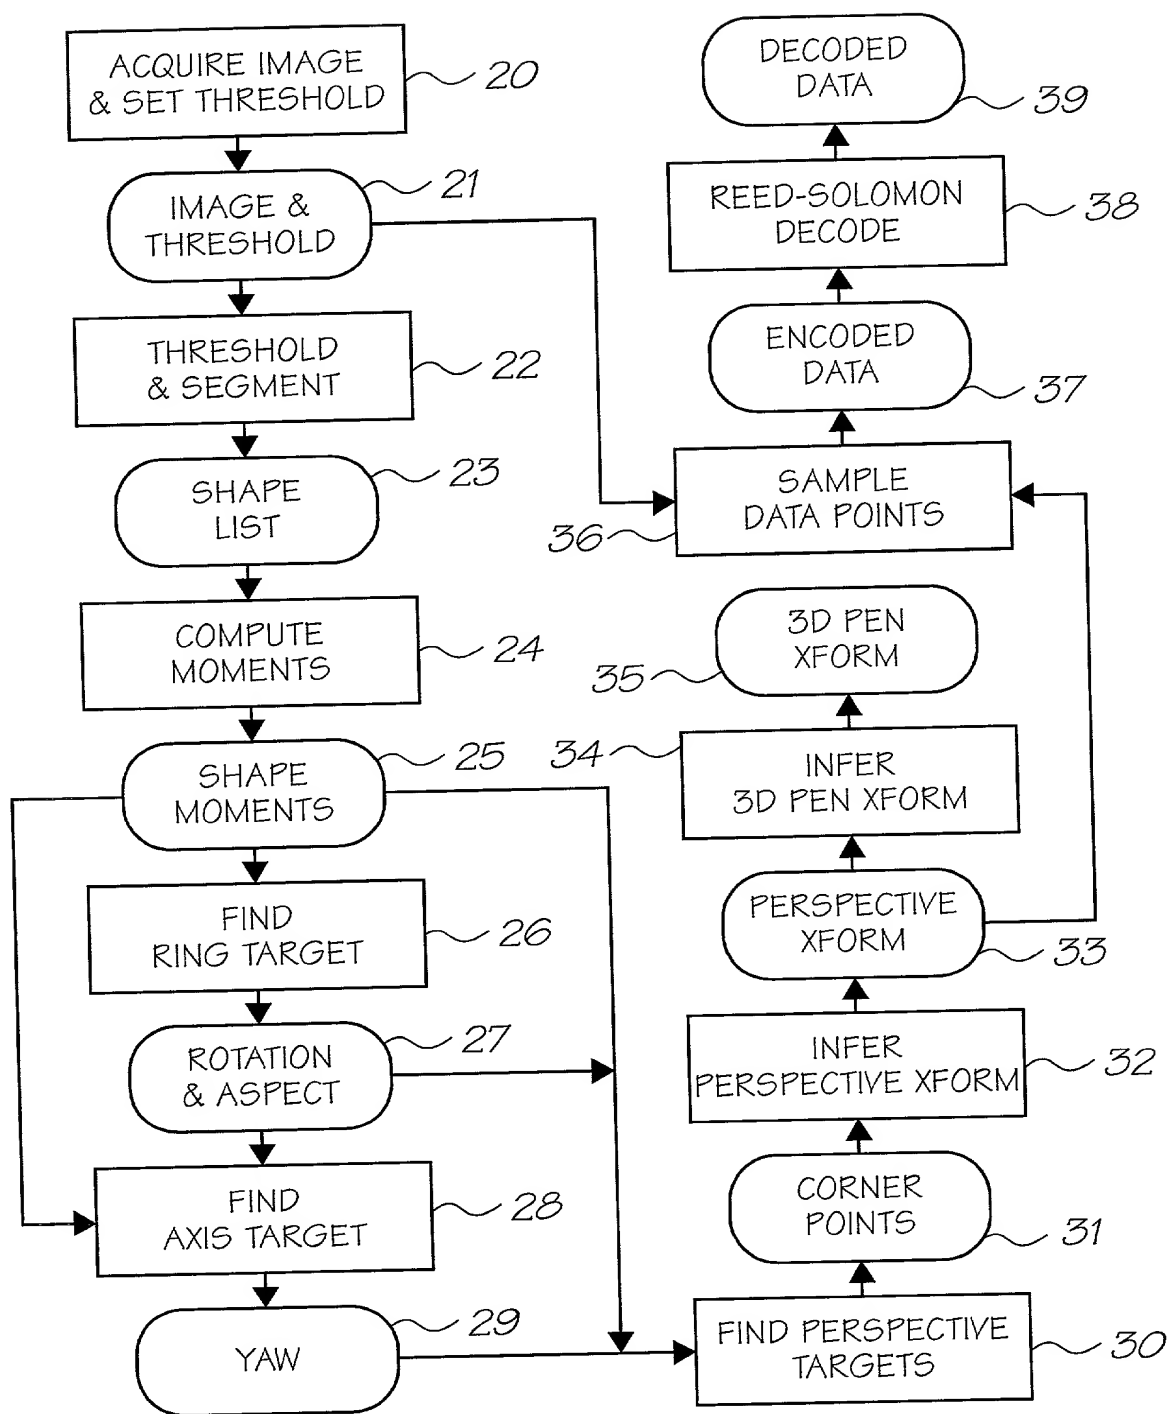 ACQUIRE IMAGE
& SET THRESHOLD
20
IMAGE &
THRESHOLD
21
THRESHOLD
& SEGMENT
22
SHAPE
LIST
23
COMPUTE
MOMENTS
24
SHAPE
MOMENTS
25
FIND
RING TARGET
26
ROTATION
& ASPECT
27
FIND
AXIS TARGET
28
YAW
29
FIND PERSPECTIVE
TARGETS
30
CORNER
POINTS
31
INFER
PERSPECTIVE XFORM
32
PERSPECTIVE
XFORM
33
INFER
3D PEN XFORM
34
3D PEN
XFORM
35
SAMPLE
DATA POINTS
36
ENCODED
DATA
37
REED-SOLOMON
DECODE
38
DECODED
DATA
39